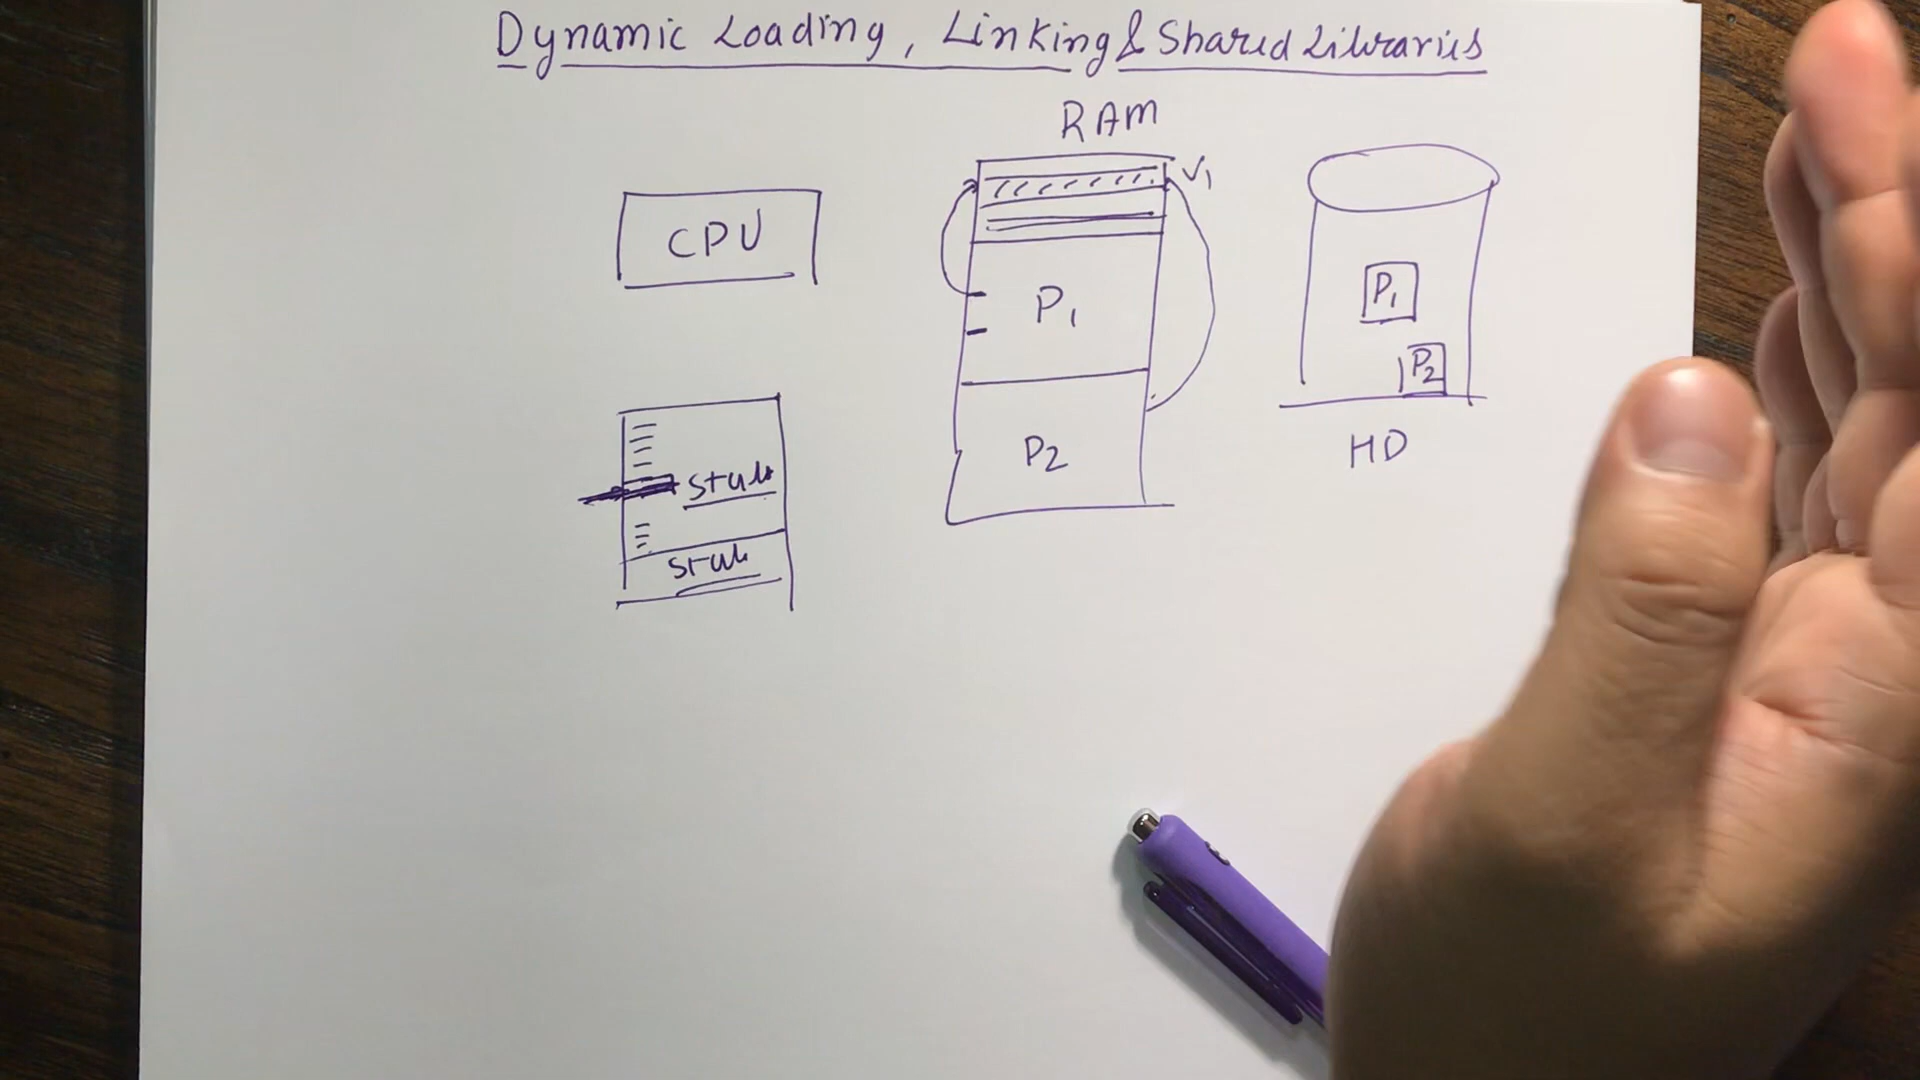 Dynamic Loading, Linking & Shared Libraries
RAM
V1
CPU
P1
P1
P2
P2
HD
stub
stub